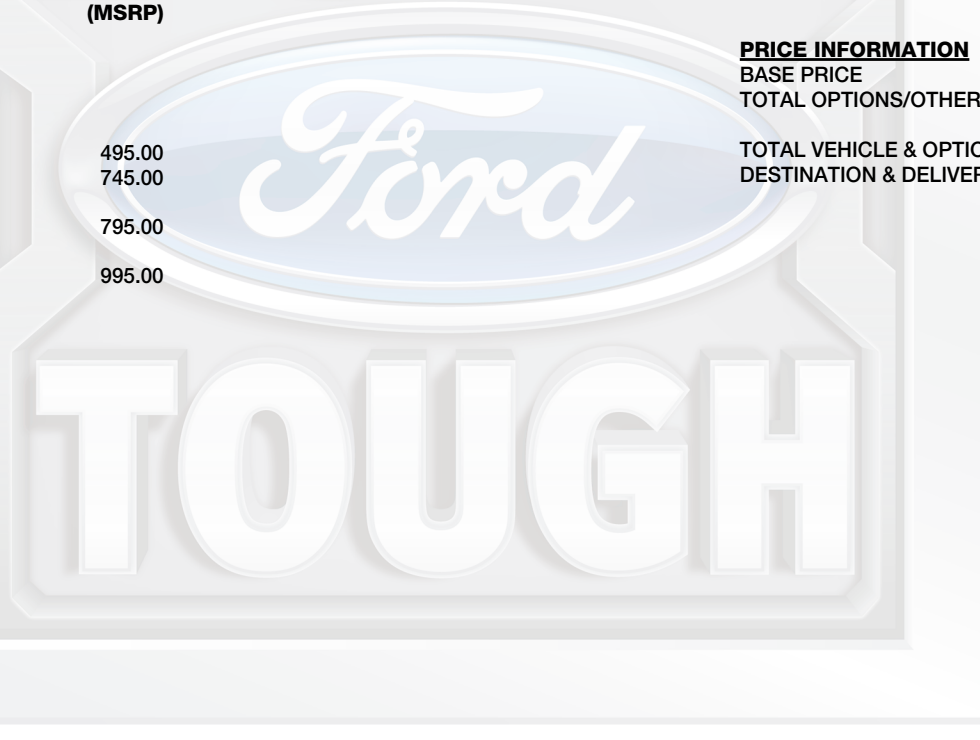 (MSRP)
495.00
745.00
795.00
995.00
PRICE INFORMATION
BASE PRICE
TOTAL OPTIONS/OTHER
TOTAL VEHICLE & OPTIO
DESTINATION & DELIVER
Ford
TOUGH